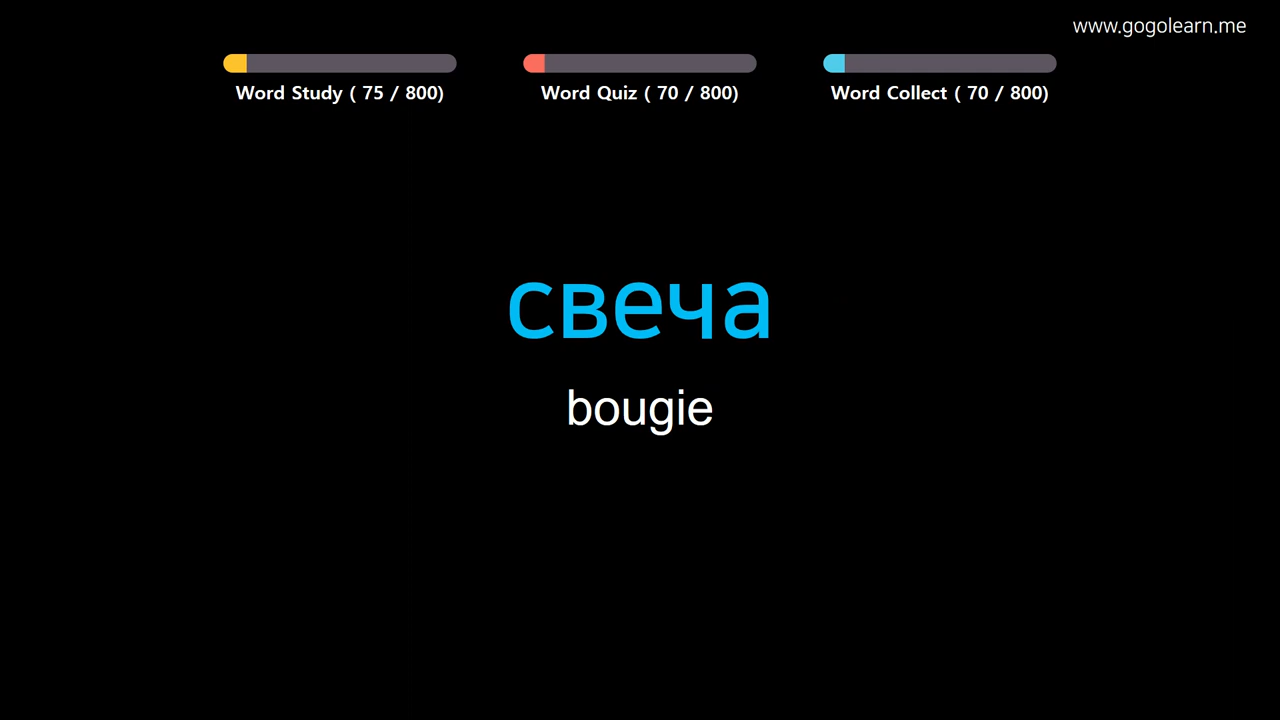 www.gogolearn.me
Word Study ( 75 / 800)
Word Quiz ( 70 / 800)
Word Collect ( 70 / 800)
свеча
bougie